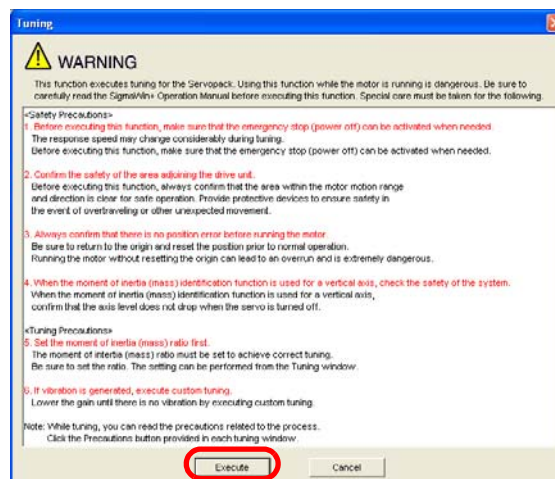 Tuning
WARNING
This function executes tuning for the Servopack. Using this function while the motor is running is dangerous. Be sure to
carefully read the SigmaWin+ Operation Manual before executing this function. Special care must be taken for the following.
<Safety Precautions>
1. Before executing this function, make sure that the emergency stop (power off) can be activated when needed.
The response speed may change considerably during tuning.
Before executing this function, make sure that the emergency stop (power off) can be activated when needed.
2. Confirm the safety of the area adjoining the drive unit.
Before executing this function, always confirm that the area within the motor motion range
and direction is clear for safe operation. Provide protective devices to ensure safety in
the event of overtraveling or other unexpected movement.
3. Always confirm that there is no position error before running the motor.
Be sure to return to the origin and reset the position prior to normal operation.
Running the motor without resetting the origin can lead to an overrun and is extremely dangerous.
4. When the moment of inertia (mass) identification function is used for a vertical axis, check the safety of the system.
When the moment of inertia (mass) identification function is used for a vertical axis,
confirm that the axis level does not drop when the servo is turned off.
<Tuning Precautions>
5. Set the moment of inertia (mass) ratio first.
The moment of intertia (mass) ratio must be set to achieve correct tuning.
Be sure to set the ratio. The setting can be performed from the Tuning window.
6. If vibration is generated, execute custom tuning.
Lower the gain until there is no vibration by executing custom tuning.
Note: While tuning, you can read the precautions related to the process.
Click the Precautions button provided in each tuning window.
Execute Cancel